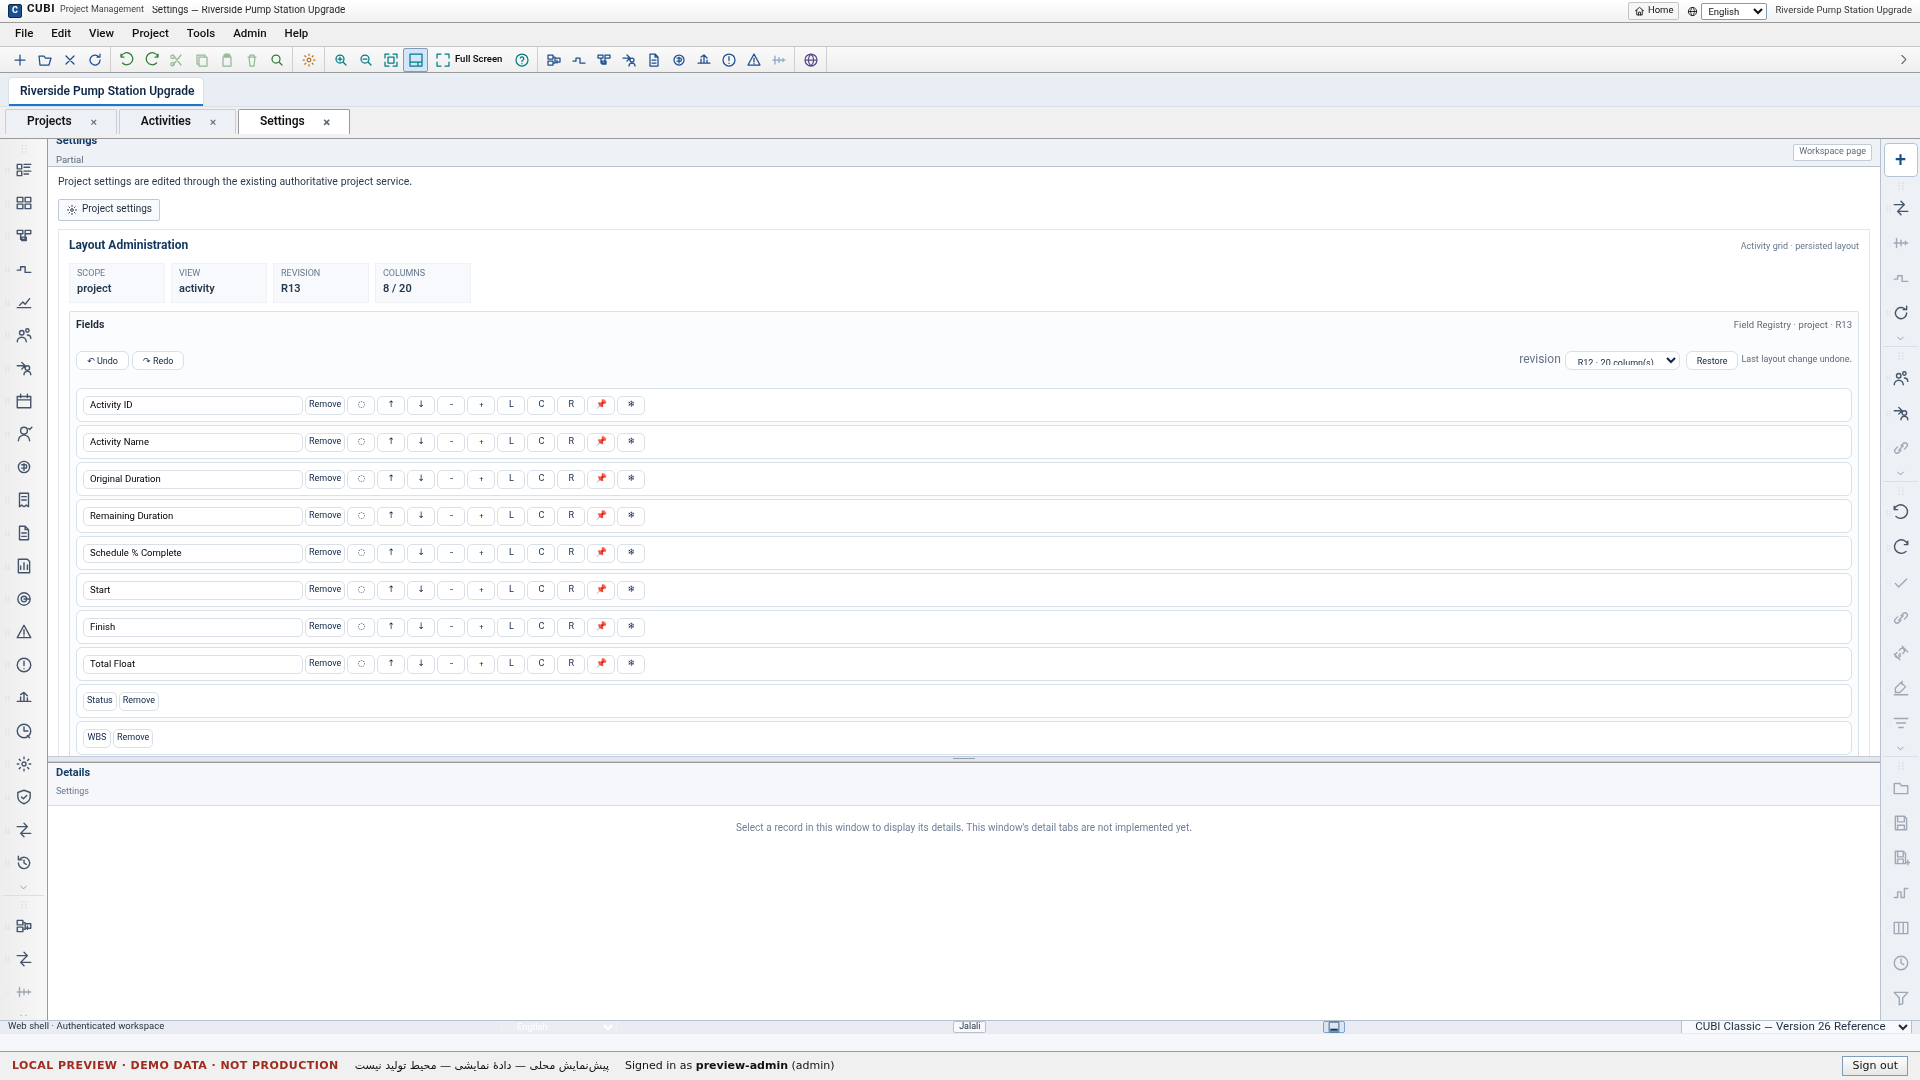 C CUBI Project Management Settings — Riverside Pump Station Upgrade Home English Riverside Pump Station Upgrade
File Edit View Project Tools Admin Help
Full Screen
Riverside Pump Station Upgrade
Projects × Activities × Settings ×
Settings
Partial Workspace page
Project settings are edited through the existing authoritative project service.
Project settings
Layout Administration Activity grid · persisted layout
SCOPE VIEW REVISION COLUMNS
project activity R13 8 / 20
Fields Field Registry · project · R13
↶ Undo ↷ Redo revision R12 · 20 column(s) Restore Last layout change undone.
Activity ID Remove ◌ ↑ ↓ - + L C R 📌 ❄
Activity Name Remove ◌ ↑ ↓ - + L C R 📌 ❄
Original Duration Remove ◌ ↑ ↓ - + L C R 📌 ❄
Remaining Duration Remove ◌ ↑ ↓ - + L C R 📌 ❄
Schedule % Complete Remove ◌ ↑ ↓ - + L C R 📌 ❄
Start Remove ◌ ↑ ↓ - + L C R 📌 ❄
Finish Remove ◌ ↑ ↓ - + L C R 📌 ❄
Total Float Remove ◌ ↑ ↓ - + L C R 📌 ❄
Status Remove
WBS Remove
Details
Settings
Select a record in this window to display its details. This window's detail tabs are not implemented yet.
Web shell · Authenticated workspace English Jalali CUBI Classic — Version 26 Reference
LOCAL PREVIEW · DEMO DATA · NOT PRODUCTION پیش‌نمایش محلی — دادهٔ نمایشی — محیط تولید نیست Signed in as preview-admin (admin) Sign out